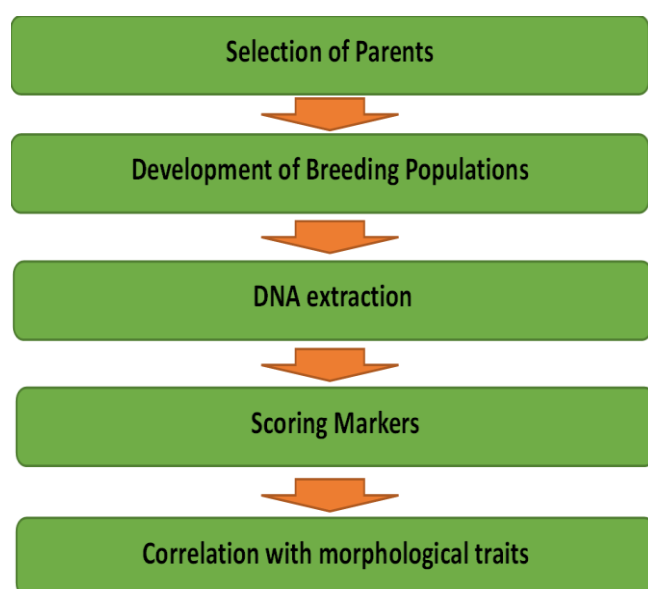 Selection of Parents
Development of Breeding Populations
DNA extraction
Scoring Markers
Correlation with morphological traits